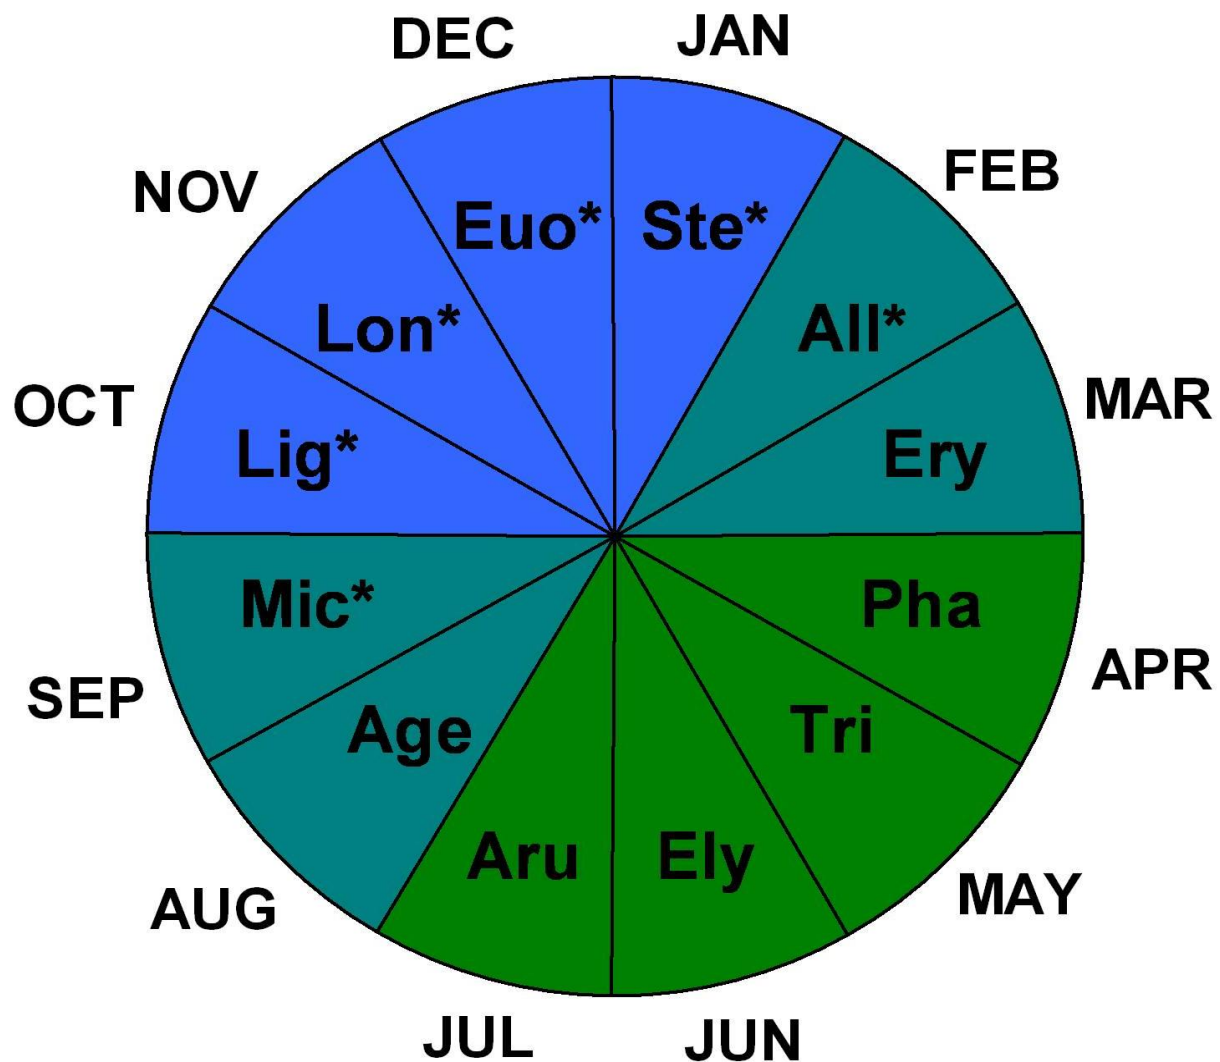 DEC
JAN
NOV
FEB
Euo*
Ste*
Lon*
All*
OCT
MAR
Lig*
Ery
Mic*
Pha
SEP
APR
Age
Tri
Aru
Ely
AUG
MAY
JUL
JUN